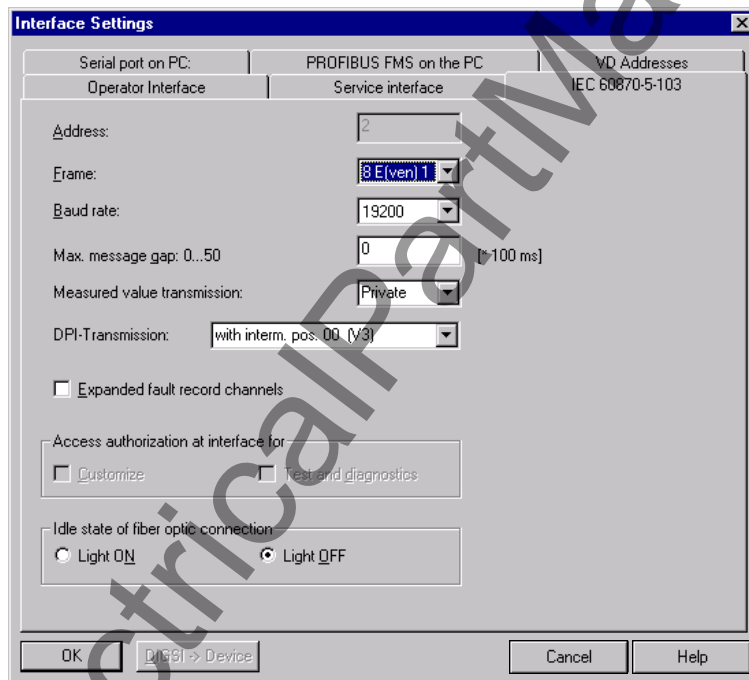 Interface Settings
Serial port on PC: PROFIBUS FMS on the PC VD Addresses
Operator Interface Service interface IEC 60870-5-103
Address: 2
Frame: 8 E(ven) 1
Baud rate: 19200
Max. message gap: 0...50 0 [* 100 ms]
Measured value transmission: Private
DPI-Transmission: with interm. pos. 00 (V3)
Expanded fault record channels
Access authorization at interface for
Customize Test and diagnostics
Idle state of fiber optic connection
Light ON Light OFF
OK DIGSI -> Device Cancel Help
ctricalPartMa